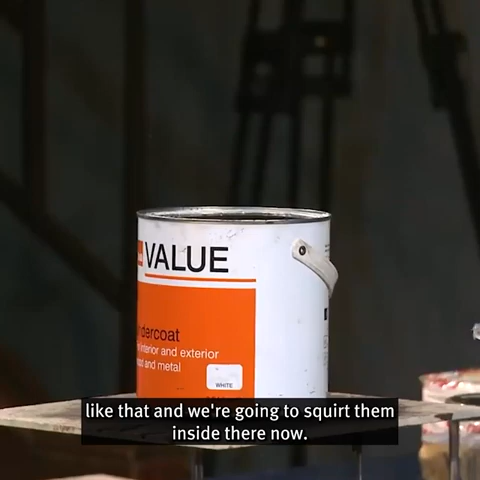 VALUE
dercoat
interior and exterior
and metal
WHITE
like that and we're going to squirt them
inside there now.